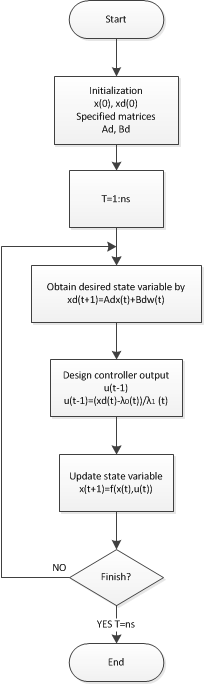 Start
Initialization
x(0), xd(0)
Specified matrices
Ad, Bd
T=1:ns
Obtain desired state variable by
xd(t+1)=Adx(t)+Bdw(t)
Design controller output
u(t-1)
u(t-1)=(xd(t)-λ0(t))/λ1 (t)
Update state variable
x(t+1)=f(x(t),u(t))
NO
Finish?
YES T=ns
End